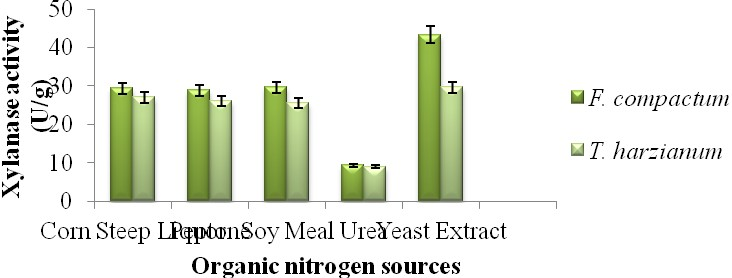 50
40
30
20
10
0
Xylanase activity
(U/g)
Corn Steep Liquor Peptone Soy Meal Urea Yeast Extract
Organic nitrogen sources
F. compactum
T. harzianum